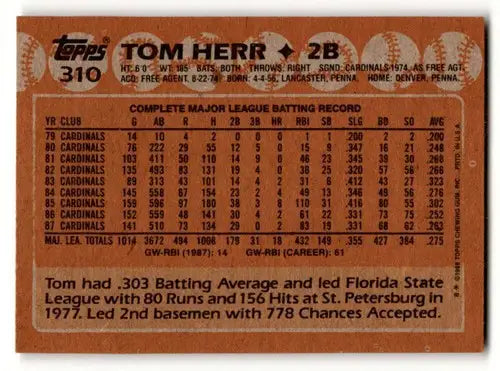 Topps®
310
TOM HERR ✦ 2B
HT: 6'0 WT: 185 BATS: BOTH THROWS: RIGHT SGND: CARDINALS-1974, AS FREE AGT.
ACQ: FREE AGENT, 8-22-74 BORN: 4-4-56, LANCASTER, PENNA. HOME: DENVER, PENNA.
COMPLETE MAJOR LEAGUE BATTING RECORD
YR CLUB G AB R H 2B 3B HR RBI SB SLG BB SO AVG
79 CARDINALS 14 10 4 2 0 0 0 1 1 .200 2 2 .200
80 CARDINALS 76 222 29 55 12 5 0 15 9 .347 16 21 .248
81 CARDINALS 103 411 50 110 14 9 0 46 23 .345 39 30 .268
82 CARDINALS 135 493 83 131 19 4 0 36 25 .320 57 56 .266
83 CARDINALS 89 313 43 101 14 4 2 31 6 .412 43 27 .323
84 CARDINALS 145 558 67 154 23 2 4 49 13 .346 49 56 .276
85 CARDINALS 159 596 97 180 38 3 8 110 31 .416 80 55 .302
86 CARDINALS 152 559 48 141 30 4 2 61 22 .331 73 75 .252
87 CARDINALS 141 510 73 134 29 0 2 83 19 .331 68 62 .263
MAJ. LEA. TOTALS 1014 3672 494 1008 179 31 18 432 149 .355 427 384 .275
GW-RBI (1987): 14 GW-RBI (CAREER): 61
Tom had .303 Batting Average and led Florida State
League with 80 Runs and 156 Hits at St. Petersburg in
1977. Led 2nd basemen with 778 Chances Accepted.
©1988 TOPPS CHEWING GUM, INC. PRTD. IN U.S.A.